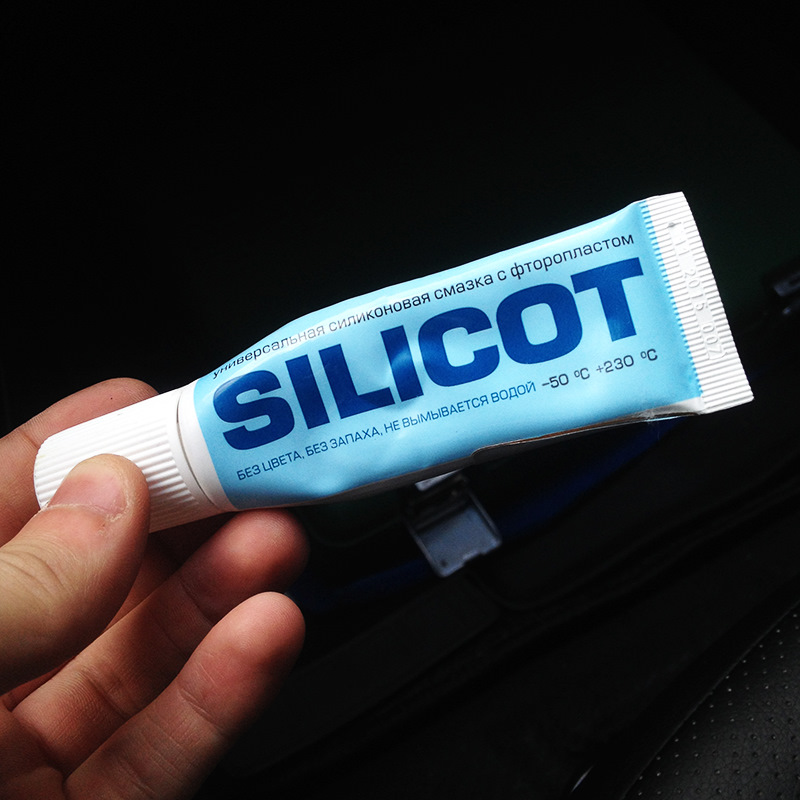 универсальная силиконовая смазка с фторопластом
SILICOT
БЕЗ ЦВЕТА, БЕЗ ЗАПАХА, НЕ ВЫМЫВАЕТСЯ ВОДОЙ -50 °C +230 °C